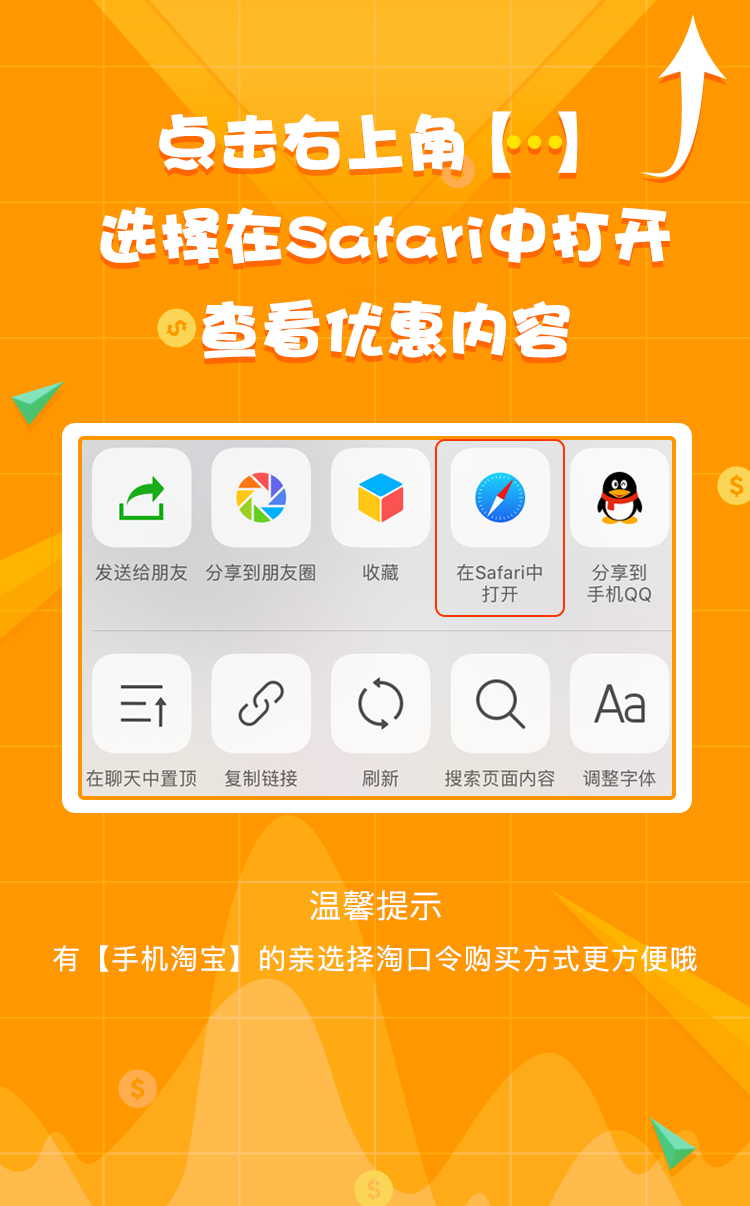 点击右上角【•••】
选择在Safari中打开
查看优惠内容
发送给朋友
分享到朋友圈
收藏
在Safari中
打开
分享到
手机QQ
在聊天中置顶
复制链接
刷新
搜索页面内容
Aa
调整字体
温馨提示
有【手机淘宝】的亲选择淘口令购买方式更方便哦